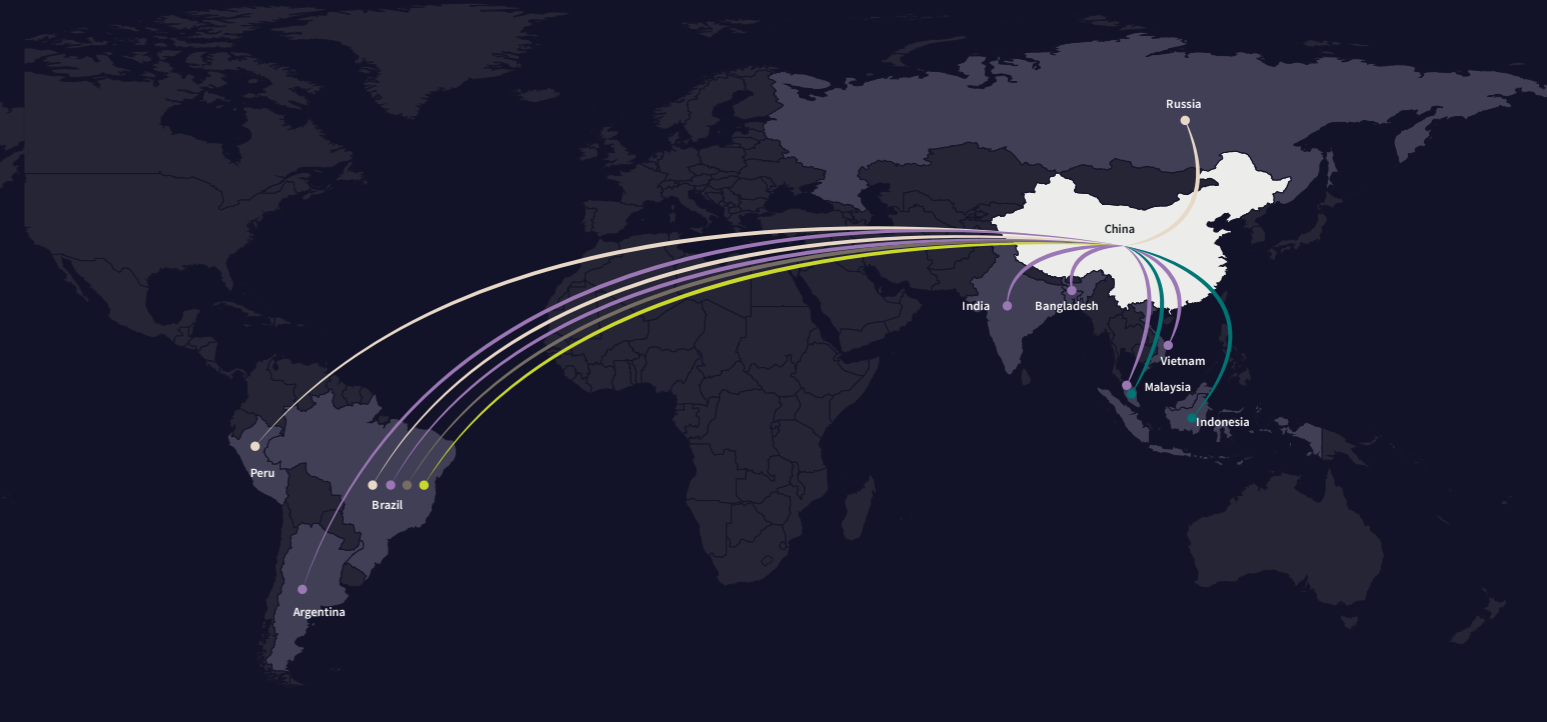 Russia
China
India
Bangladesh
Vietnam
Malaysia
Indonesia
Peru
Brazil
Argentina